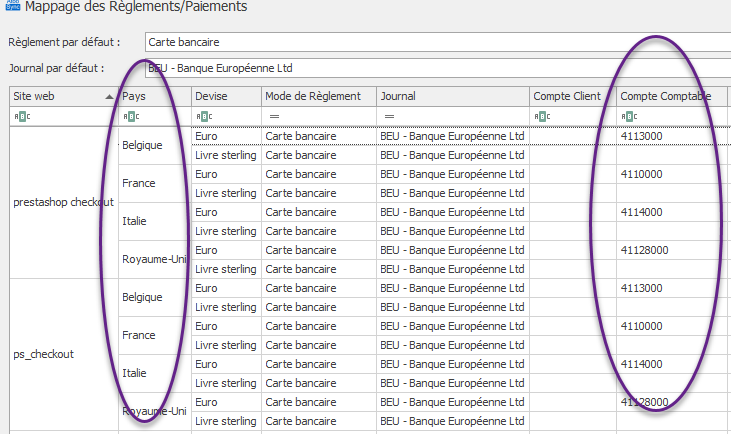 Mappage des Règlements/Paiements
Règlement par défaut : Carte bancaire
Journal par défaut : BEU - Banque Européenne Ltd
Site web Pays Devise Mode de Règlement Journal Compte Client Compte Comptable
prestashop checkout Belgique Euro Carte bancaire BEU - Banque Européenne Ltd 4113000
Livre sterling Carte bancaire BEU - Banque Européenne Ltd
France Euro Carte bancaire BEU - Banque Européenne Ltd 4110000
Livre sterling Carte bancaire BEU - Banque Européenne Ltd
Italie Euro Carte bancaire BEU - Banque Européenne Ltd 4114000
Livre sterling Carte bancaire BEU - Banque Européenne Ltd
Royaume-Uni Euro Carte bancaire BEU - Banque Européenne Ltd 41128000
Livre sterling Carte bancaire BEU - Banque Européenne Ltd
ps_checkout Belgique Euro Carte bancaire BEU - Banque Européenne Ltd 4113000
Livre sterling Carte bancaire BEU - Banque Européenne Ltd
France Euro Carte bancaire BEU - Banque Européenne Ltd 4110000
Livre sterling Carte bancaire BEU - Banque Européenne Ltd
Italie Euro Carte bancaire BEU - Banque Européenne Ltd 4114000
Livre sterling Carte bancaire BEU - Banque Européenne Ltd
Royaume-Uni Euro Carte bancaire BEU - Banque Européenne Ltd 41128000
Livre sterling Carte bancaire BEU - Banque Européenne Ltd